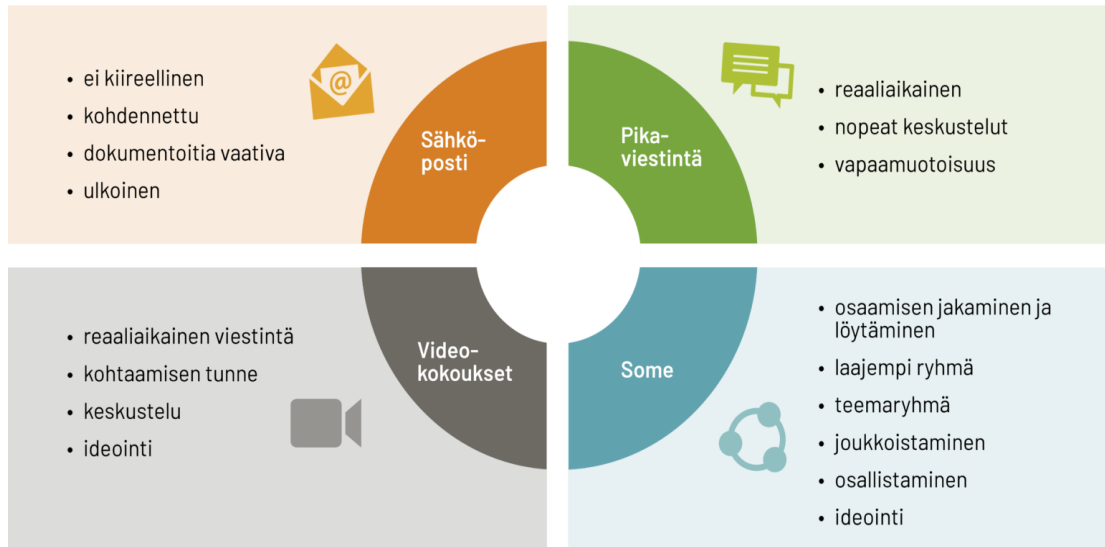 • ei kiireellinen
• kohdennettu
• dokumentoitia vaativa
• ulkoinen
@
Sähkö-
posti
Pika-
viestintä
• reaaliaikainen
• nopeat keskustelut
• vapaamuotoisuus
• reaaliaikainen viestintä
• kohtaamisen tunne
• keskustelu
• ideointi
Video-
kokoukset
Some
• osaamisen jakaminen ja
löytäminen
• laajempi ryhmä
• teemaryhmä
• joukkoistaminen
• osallistaminen
• ideointi